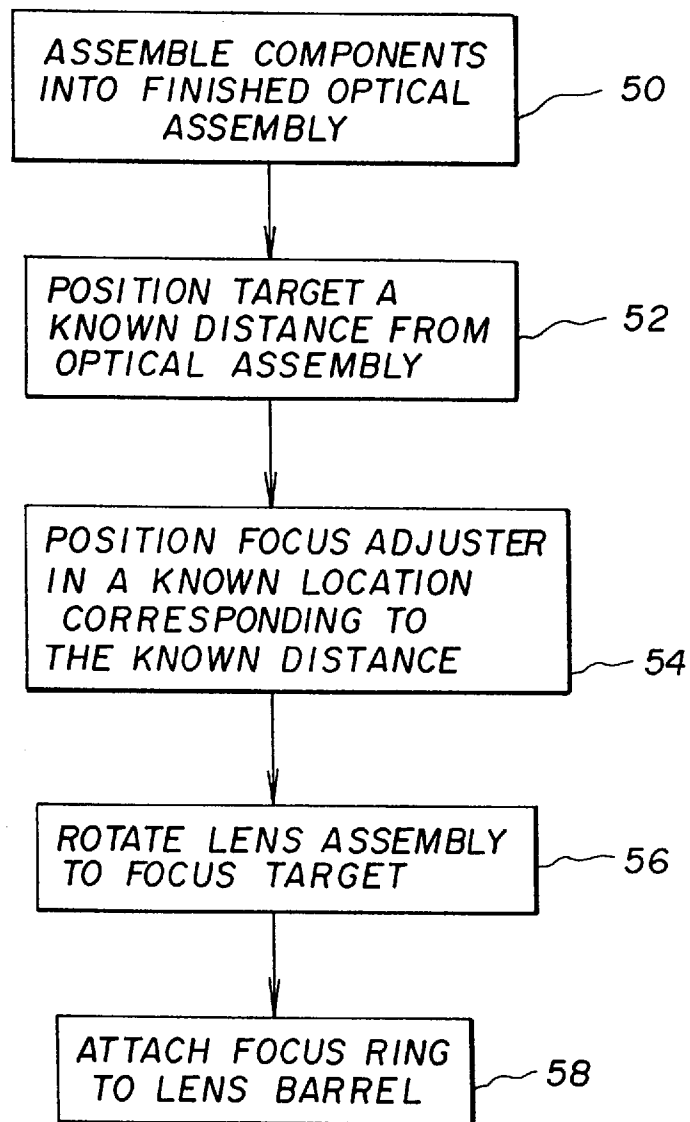 ASSEMBLE COMPONENTS
INTO FINISHED OPTICAL
ASSEMBLY
50
POSITION TARGET A
KNOWN DISTANCE FROM
OPTICAL ASSEMBLY
52
POSITION FOCUS ADJUSTER
IN A KNOWN LOCATION
CORRESPONDING TO
THE KNOWN DISTANCE
54
ROTATE LENS ASSEMBLY
TO FOCUS TARGET
56
ATTACH FOCUS RING
TO LENS BARREL
58